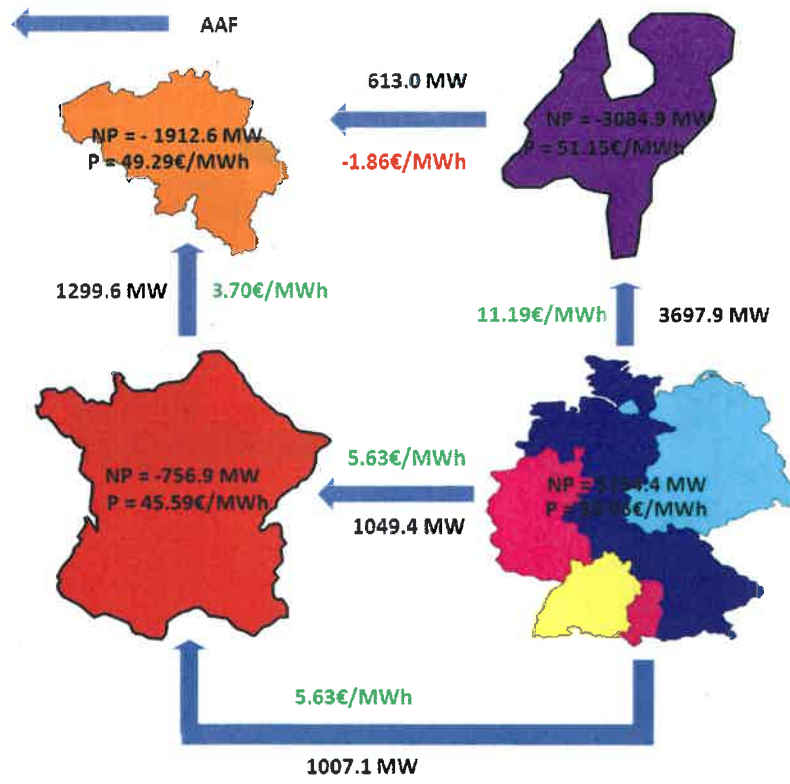 AAF
613.0 MW
NP = - 1912.6 MW
P = 49.29€/MWh
NP = -3084.9 MW
P = 51.15€/MWh
-1.86€/MWh
1299.6 MW
3.70€/MWh
11.19€/MWh
3697.9 MW
5.63€/MWh
NP = -756.9 MW
P = 45.59€/MWh
NP = MW
P =
1049.4 MW
5.63€/MWh
1007.1 MW